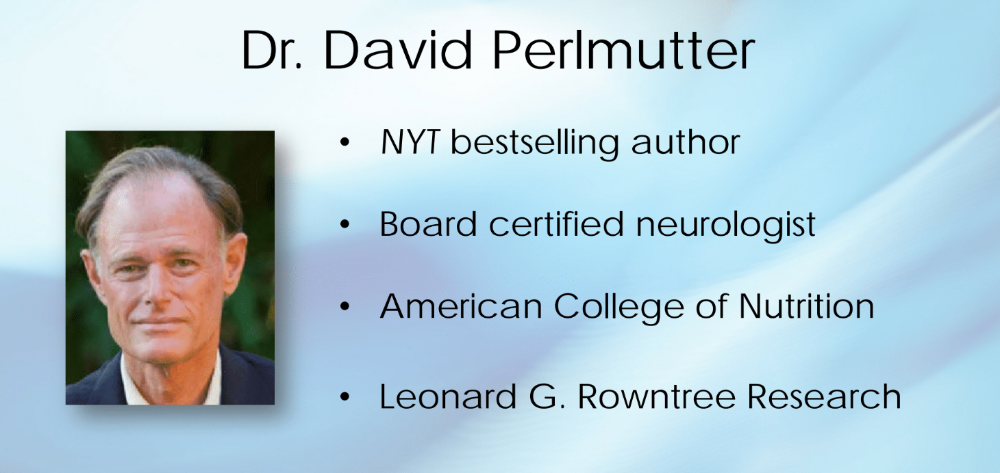 Dr. David Perlmutter
• NYT bestselling author
• Board certified neurologist
• American College of Nutrition
• Leonard G. Rowntree Research